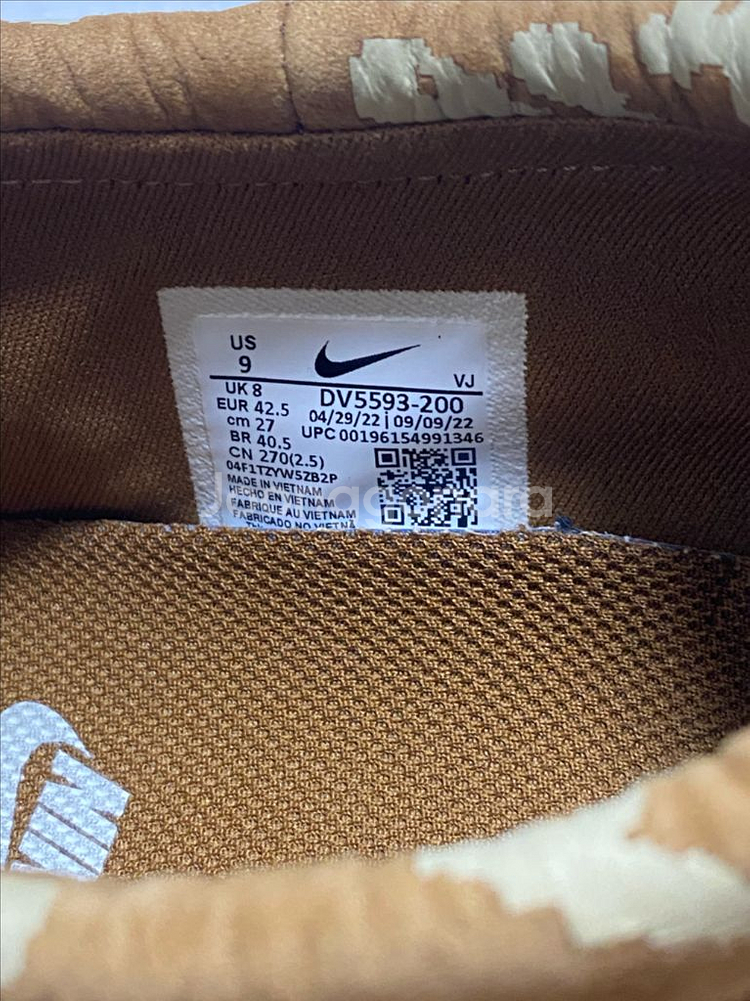 US
9
VJ
UK 8
DV5593-200
EUR 42.5
04/29/22 | 09/09/22
cm 27
UPC 00196154991346
BR 40.5
CN 270(2.5)
04F1TZYW5ZB2P
MADE IN VIETNAM
HECHO EN VIETNAM
FABRIQUE AU VIETNAM
FABRICADO NO VIETNÃ